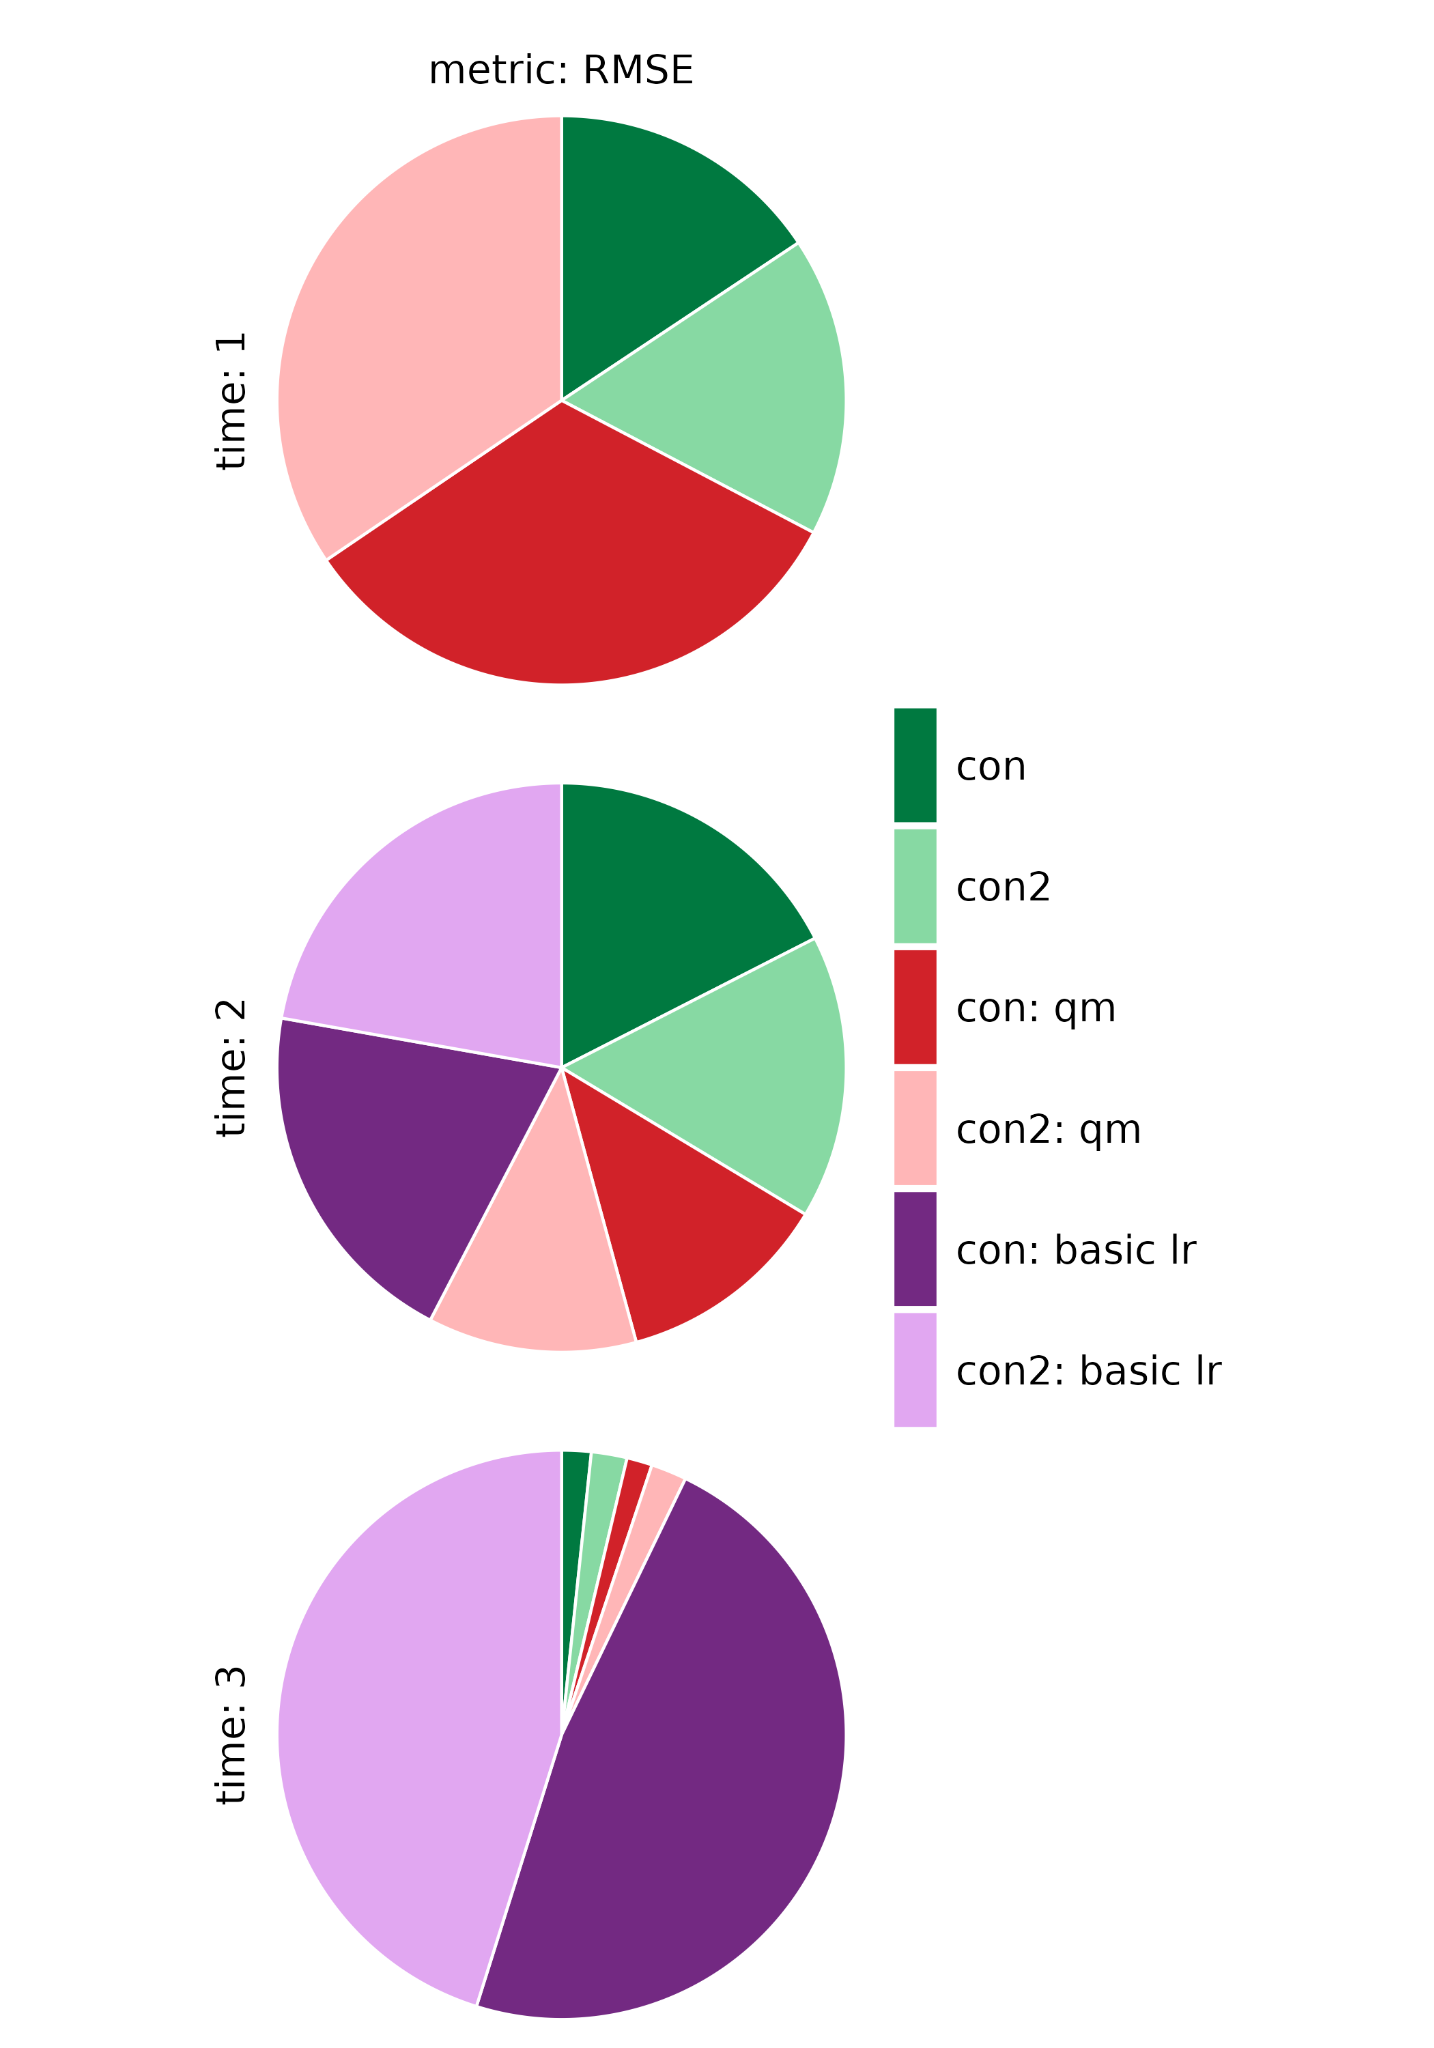 metric: RMSE
time: 1
time: 2
time: 3
con
con2
con: qm
con2: qm
con: basic lr
con2: basic lr